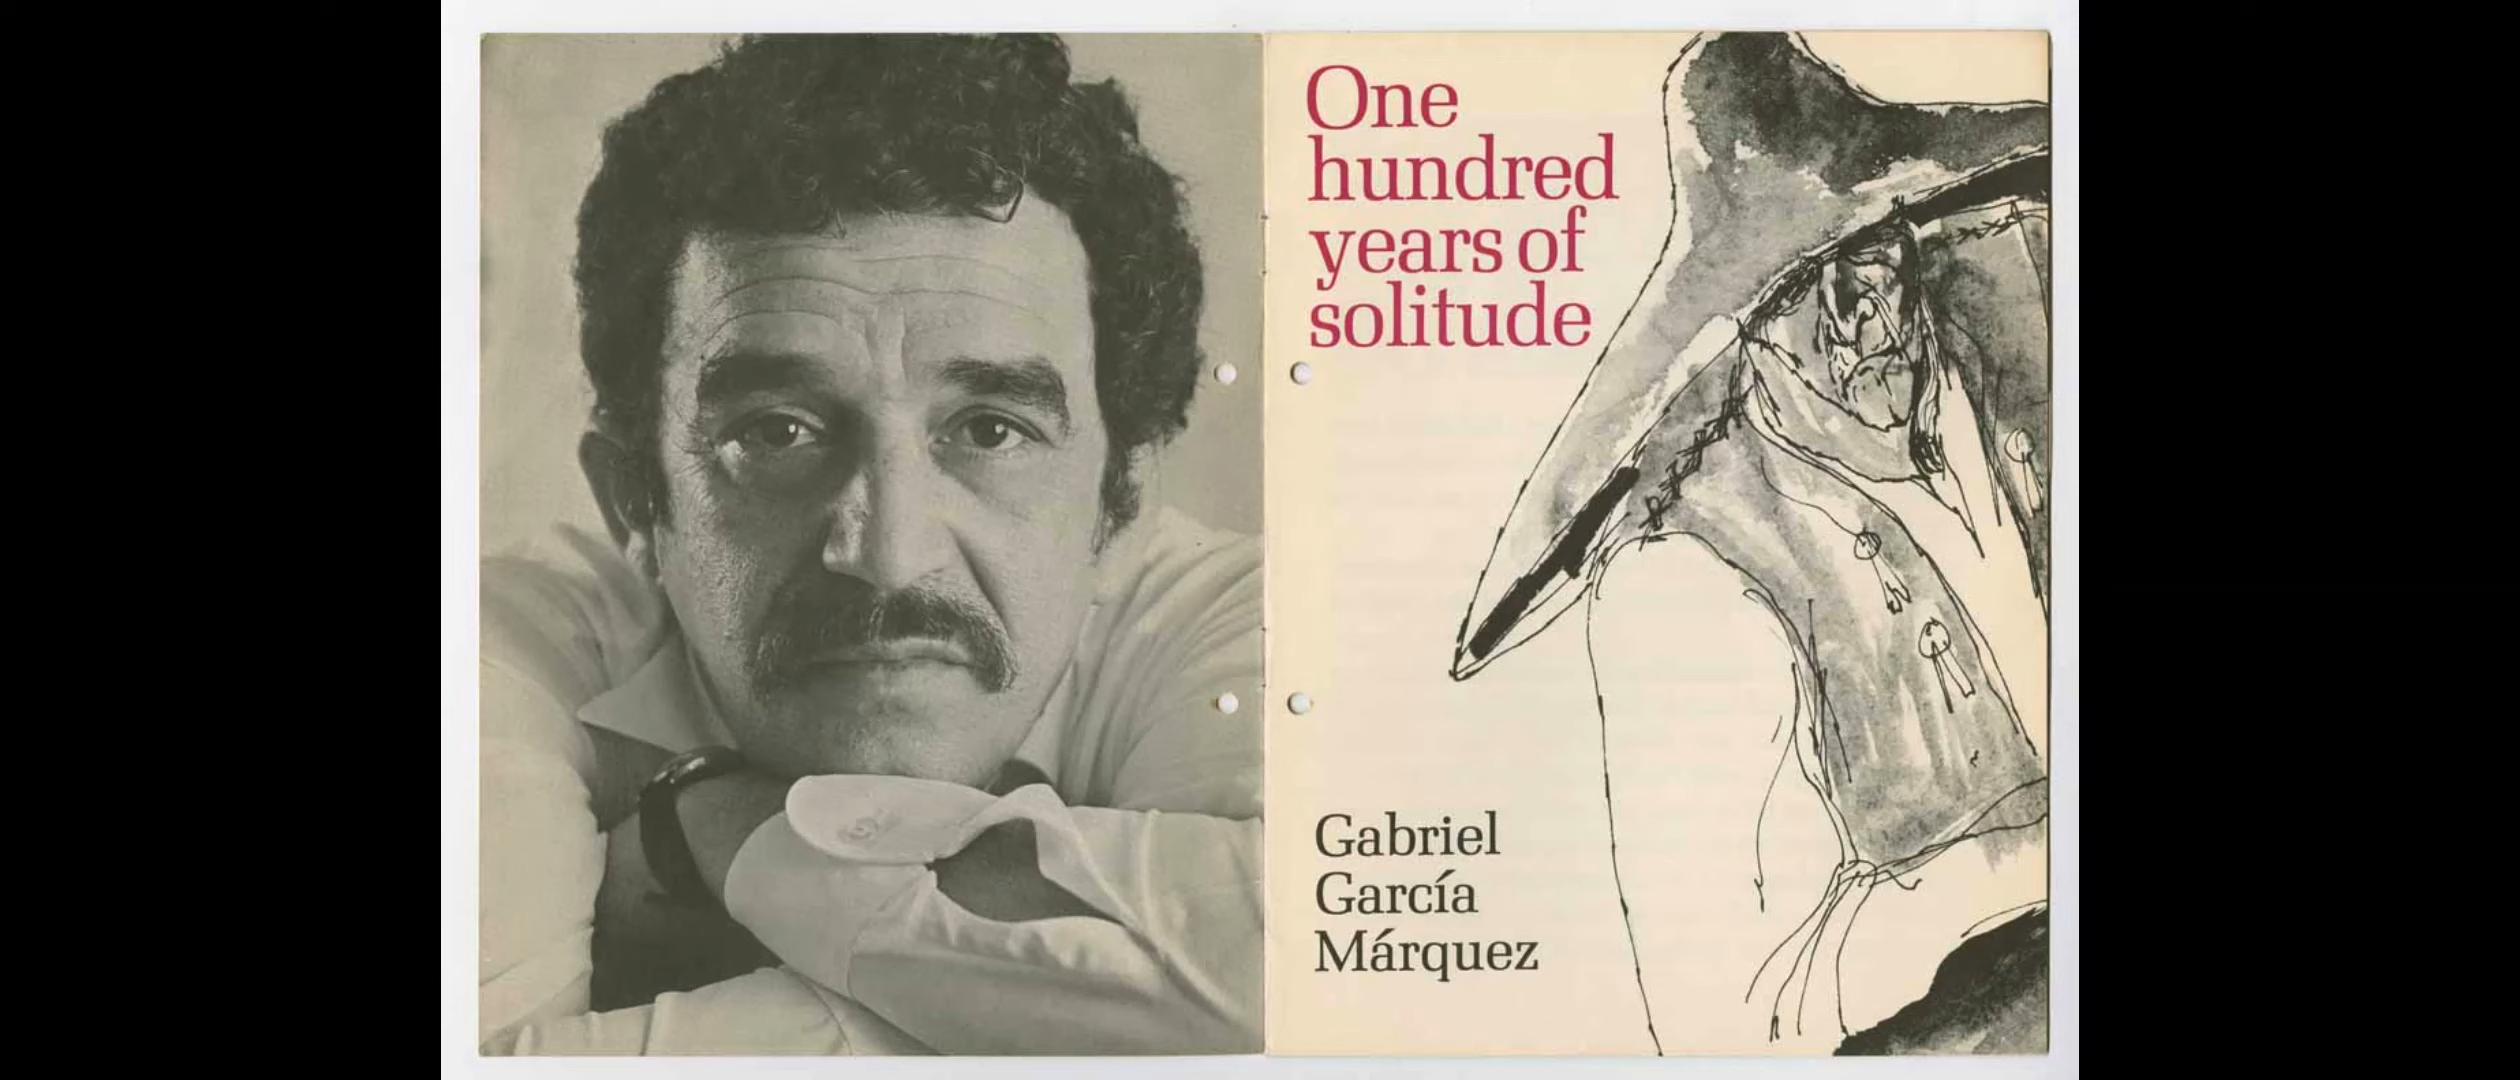 One
hundred
years of
solitude
Gabriel
García
Márquez